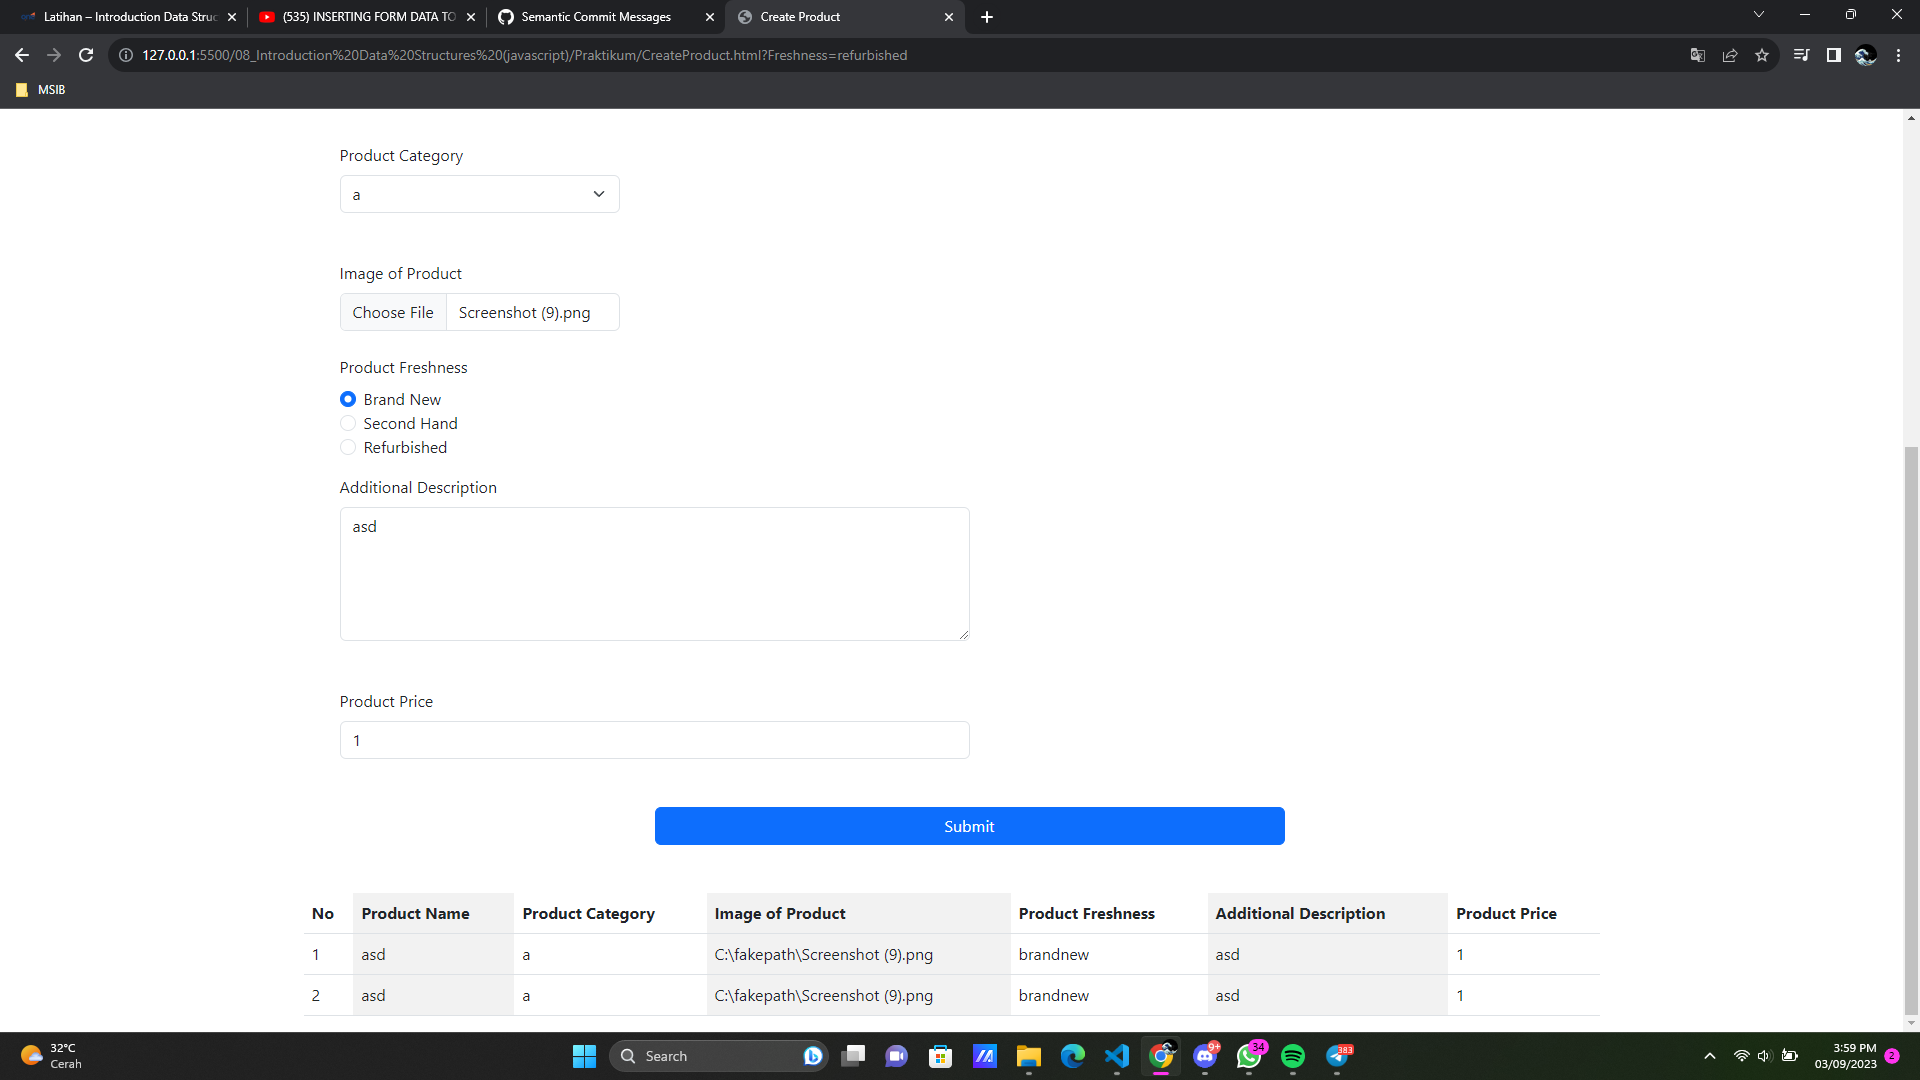 Latihan – Introduction Data Struc
(535) INSERTING FORM DATA TO
Semantic Commit Messages
Create Product
127.0.0.1:5500/08_Introduction%20Data%20Structures%20(javascript)/Praktikum/CreateProduct.html?Freshness=refurbished
MSIB
Product Category
a
Image of Product
Choose File Screenshot (9).png
Product Freshness
Brand New
Second Hand
Refurbished
Additional Description
asd
Product Price
1
Submit
No Product Name Product Category Image of Product Product Freshness Additional Description Product Price
1 asd a C:\fakepath\Screenshot (9).png brandnew asd 1
2 asd a C:\fakepath\Screenshot (9).png brandnew asd 1
32°C
Cerah
Search
9+
34
383
3:59 PM
03/09/2023
2